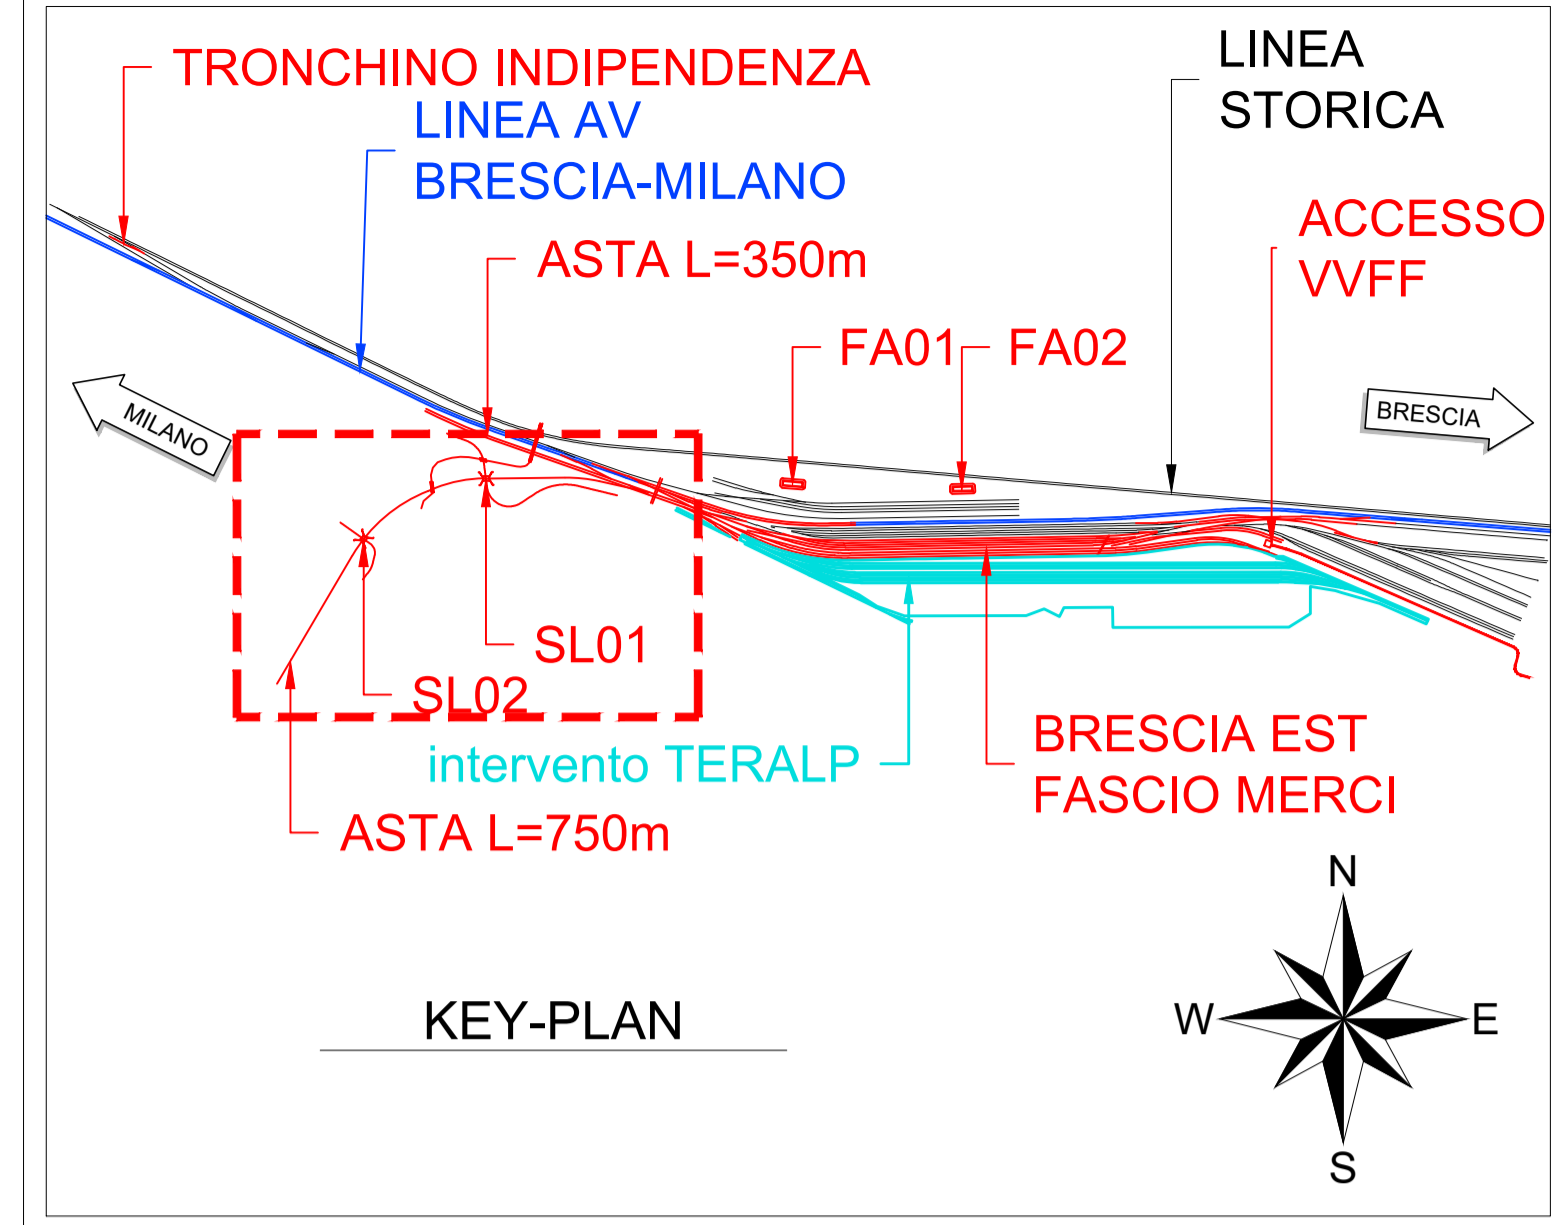 TRONCHINO INDIPENDENZA
LINEA AV
BRESCIA-MILANO
LINEA
STORICA
ASTA L=350m
ACCESSO
VVFF
FA01
FA02
MILANO
BRESCIA
SL01
SL02
intervento TERALP
BRESCIA EST
FASCIO MERCI
ASTA L=750m
KEY-PLAN
N
W
E
S